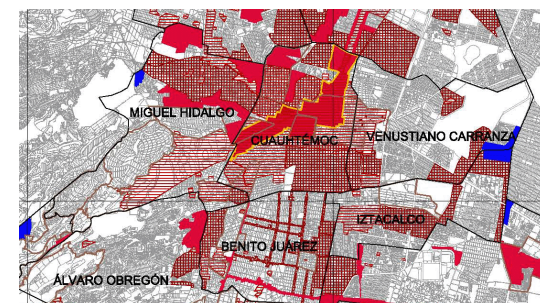 MIGUEL HIDALGO
CUAUHTÉMOC
VENUSTIANO CARRANZA
IZTACALCO
BENITO JUÁREZ
ÁLVARO OBREGÓN